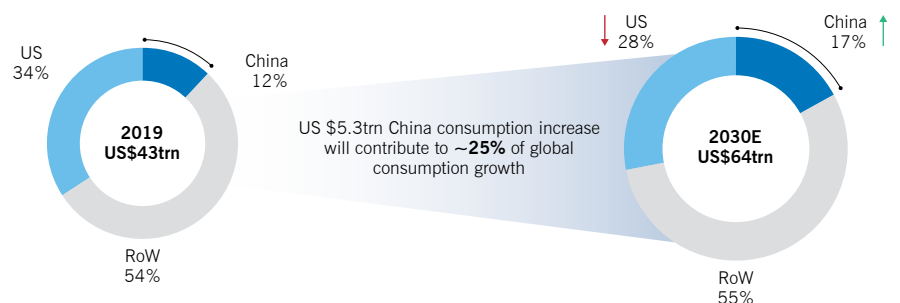 US
34%
China
12%
2019
US$43trn
RoW
54%
US $5.3trn China consumption increase
will contribute to ~25% of global
consumption growth
US
28%
China
17%
2030E
US$64trn
RoW
55%